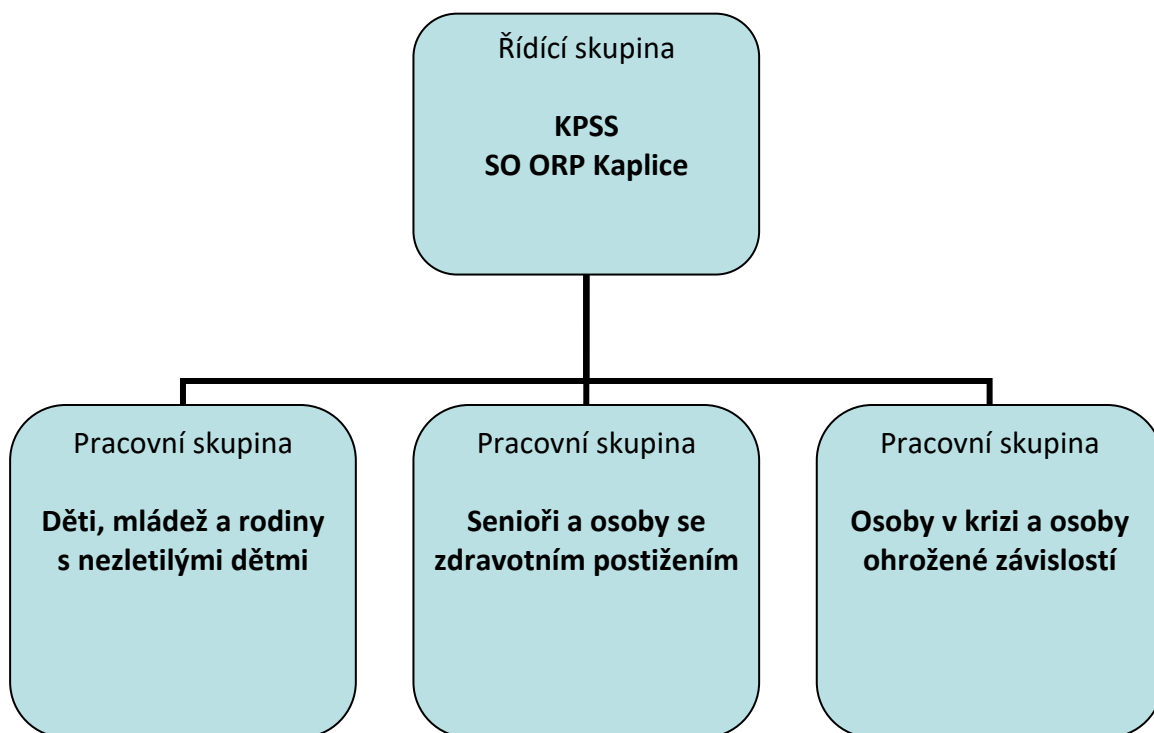 Řídící skupina
KPSS
SO ORP Kaplice
Pracovní skupina
Děti, mládež a rodiny
s nezletilými dětmi
Pracovní skupina
Senioři a osoby se
zdravotním postižením
Pracovní skupina
Osoby v krizi a osoby
ohrožené závislostí